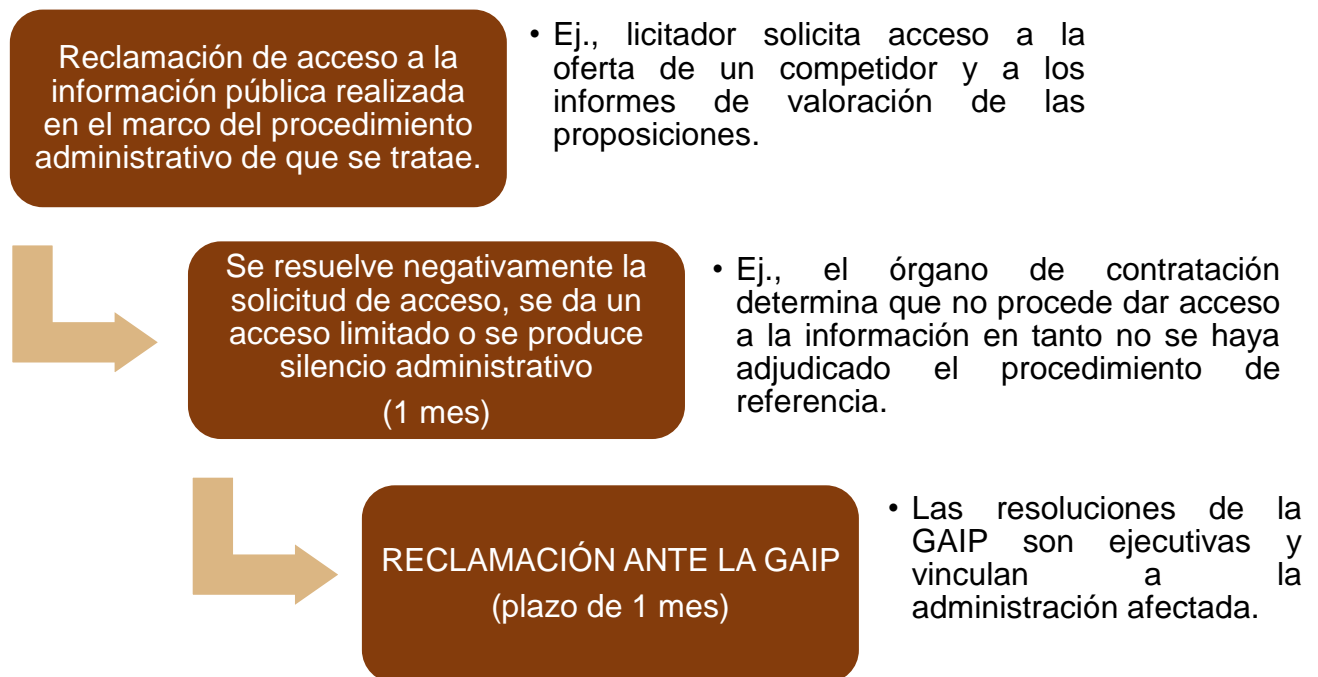 Reclamación de acceso a la
información pública realizada
en el marco del procedimiento
administrativo de que se tratae.
• Ej., licitador solicita acceso a la
oferta de un competidor y a los
informes de valoración de las
proposiciones.
Se resuelve negativamente la
solicitud de acceso, se da un
acceso limitado o se produce
silencio administrativo
(1 mes)
• Ej., el órgano de contratación
determina que no procede dar acceso
a la información en tanto no se haya
adjudicado el procedimiento de
referencia.
RECLAMACIÓN ANTE LA GAIP
(plazo de 1 mes)
• Las resoluciones de la
GAIP son ejecutivas y
vinculan a la
administración afectada.